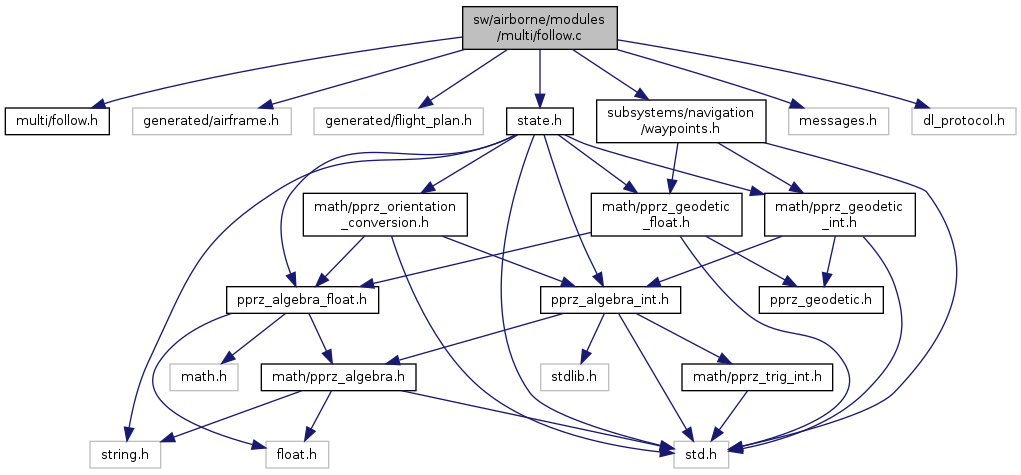 sw/airborne/modules
/multi/follow.c
multi/follow.h
generated/airframe.h
generated/flight_plan.h
state.h
subsystems/navigation
/waypoints.h
messages.h
dl_protocol.h
math/pprz_orientation
_conversion.h
math/pprz_geodetic
_float.h
math/pprz_geodetic
_int.h
pprz_algebra_float.h
pprz_algebra_int.h
pprz_geodetic.h
math.h
math/pprz_algebra.h
stdlib.h
math/pprz_trig_int.h
string.h
float.h
std.h